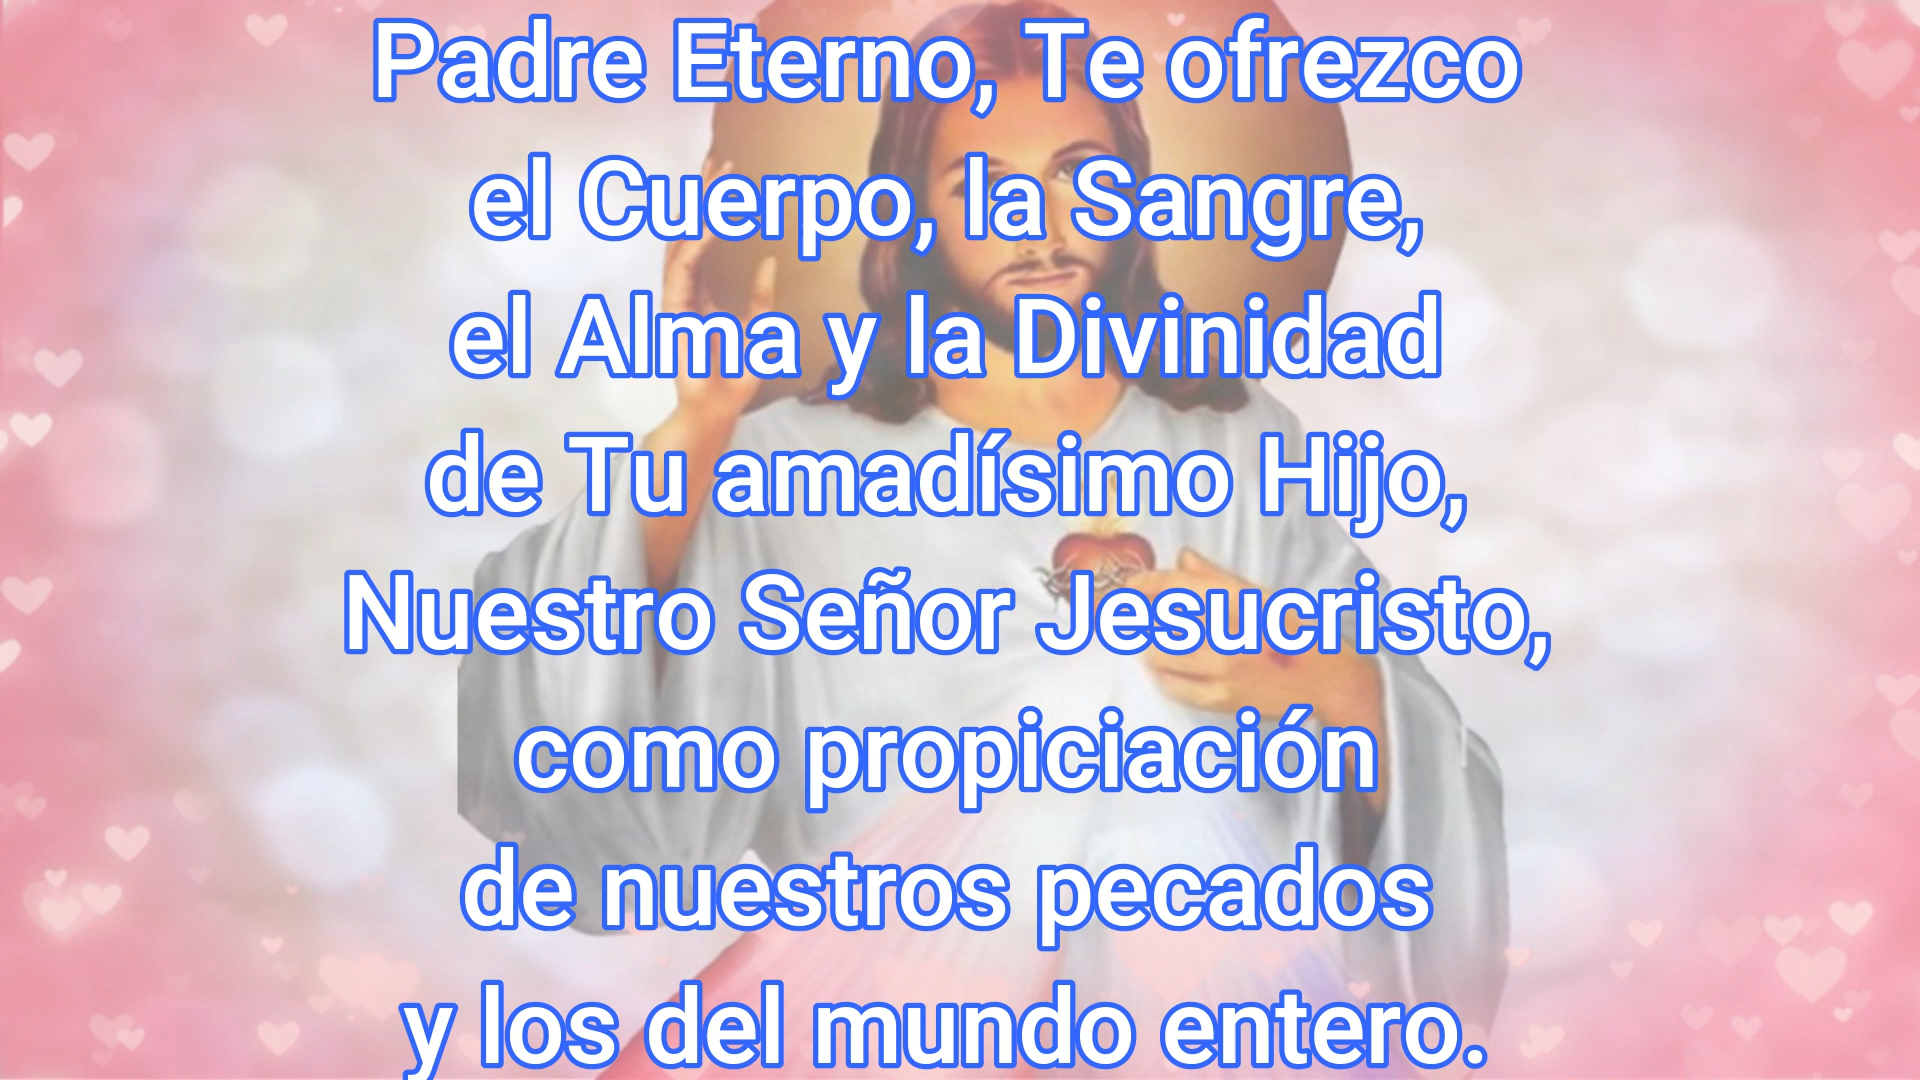 Padre Eterno, Te ofrezco
el Cuerpo, la Sangre,
el Alma y la Divinidad
de Tu amadísimo Hijo,
Nuestro Señor Jesucristo,
como propiciación
de nuestros pecados
y los del mundo entero.